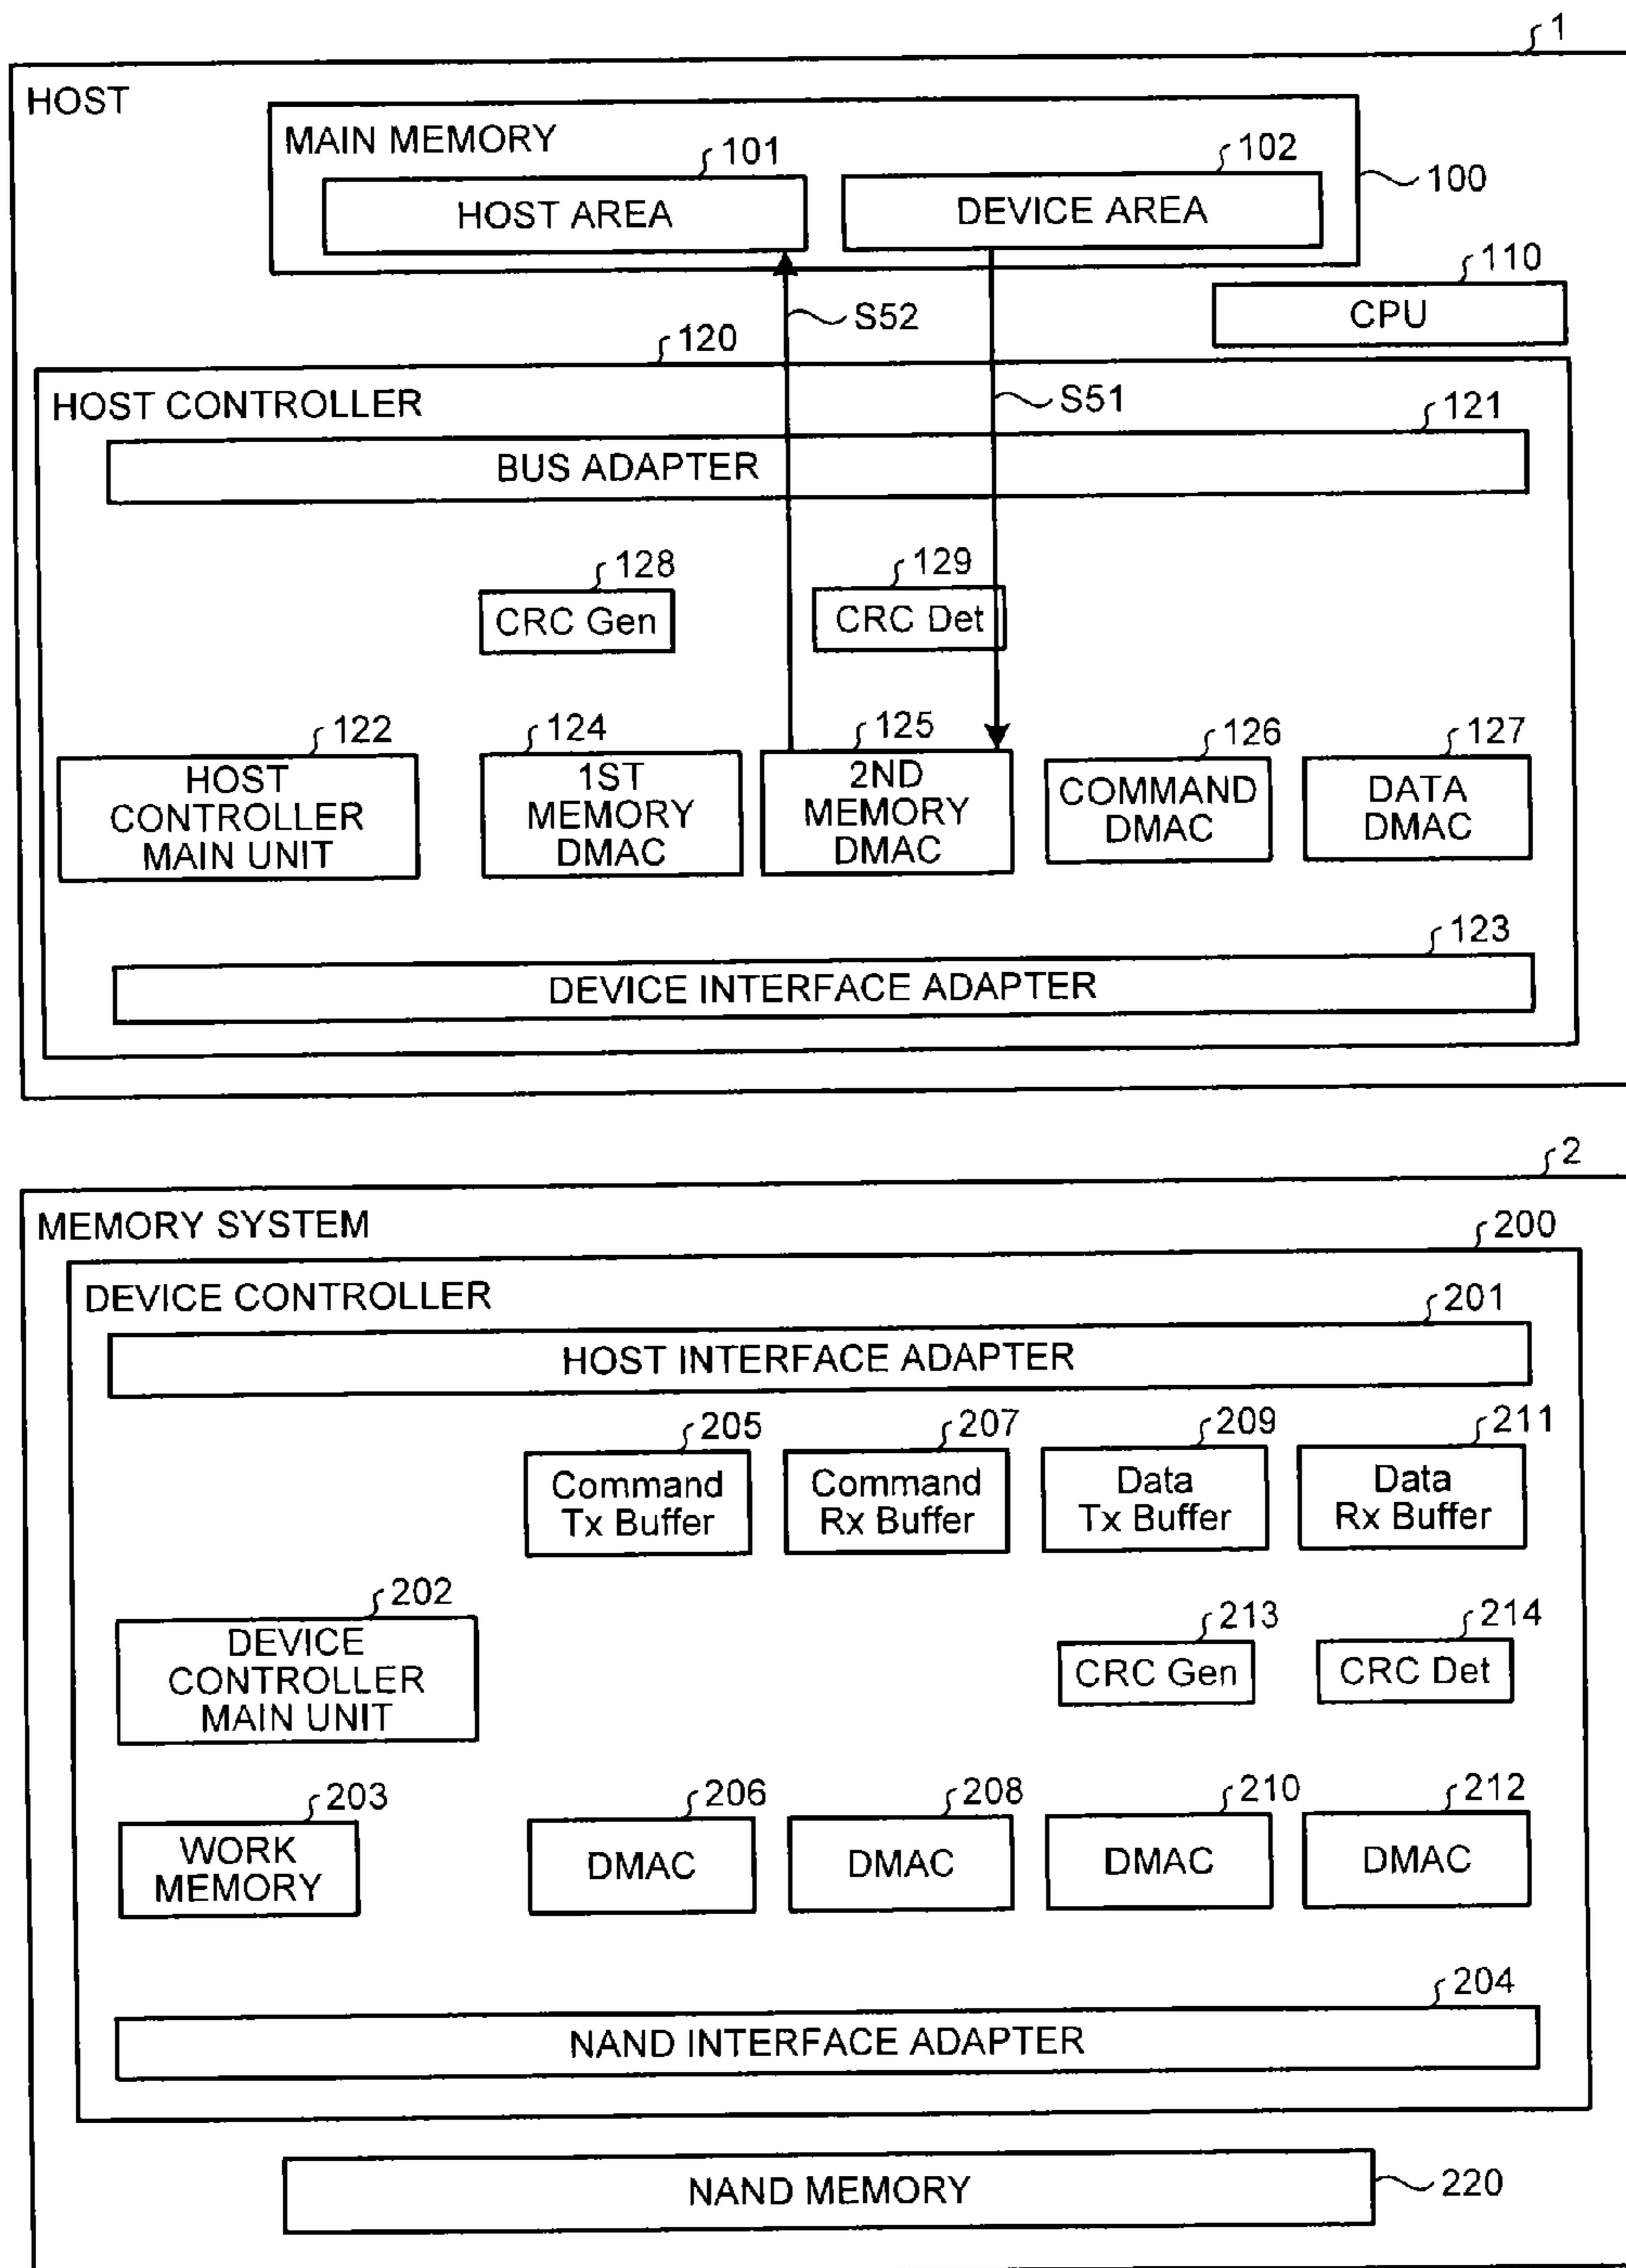 1
HOST
MAIN MEMORY
101
102
HOST AREA
DEVICE AREA
100
110
CPU
S52
120
HOST CONTROLLER
S51
121
BUS ADAPTER
128
129
CRC Gen
CRC Det
122
124
125
126
127
HOST
CONTROLLER
MAIN UNIT
1ST
MEMORY
DMAC
2ND
MEMORY
DMAC
COMMAND
DMAC
DATA
DMAC
123
DEVICE INTERFACE ADAPTER
2
MEMORY SYSTEM
200
DEVICE CONTROLLER
201
HOST INTERFACE ADAPTER
205
207
209
211
Command
Tx Buffer
Command
Rx Buffer
Data
Tx Buffer
Data
Rx Buffer
202
213
214
DEVICE
CONTROLLER
MAIN UNIT
CRC Gen
CRC Det
203
206
208
210
212
WORK
MEMORY
DMAC
DMAC
DMAC
DMAC
204
NAND INTERFACE ADAPTER
NAND MEMORY
220